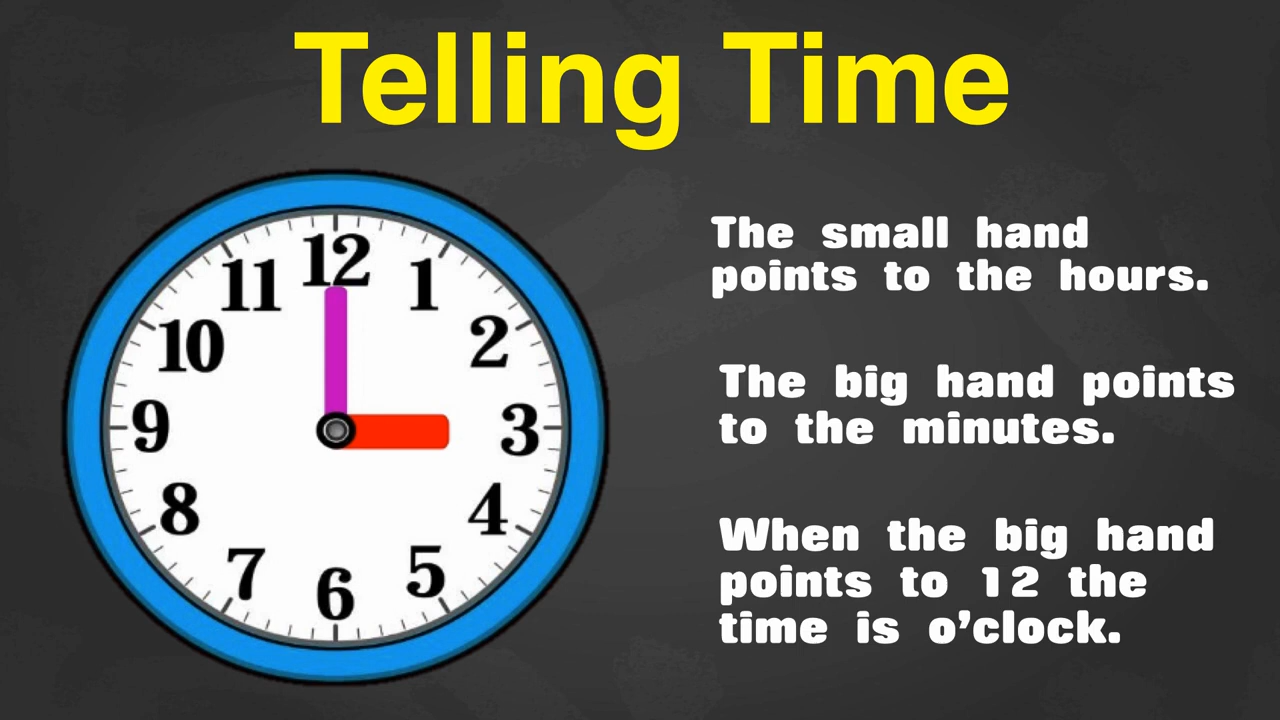 Telling Time
12
11
1
10
2
9
3
8
4
7
5
6
The small hand
points to the hours.
The big hand points
to the minutes.
When the big hand
points to 12 the
time is o’clock.